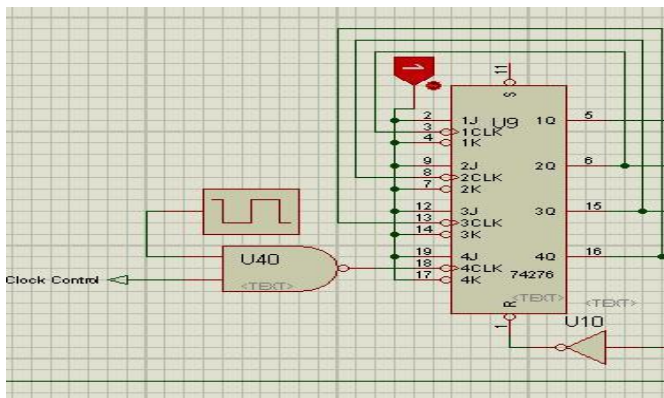 1
11
S
2 1J U9 1Q 5
3 1CLK
4 1K
9 2J 2Q 6
8 2CLK
7 2K
12 3J 3Q 15
13 3CLK
14 3K
19 4J 4Q 16
18 4CLK
17 4K 74276
<TEXT>
R
1
U40
<TEXT>
Clock Control
<TEXT>
U10